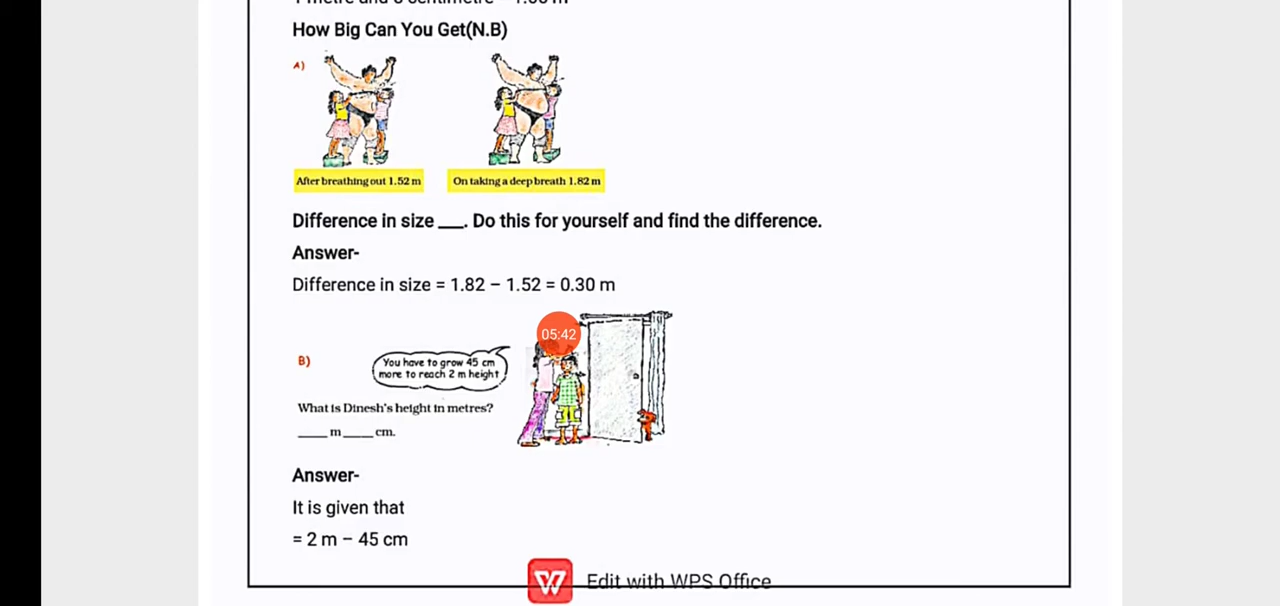 How Big Can You Get(N.B)
A)
After breathing out 1.52 m
On taking a deep breath 1.82 m
Difference in size ___. Do this for yourself and find the difference.
Answer-
Difference in size = 1.82 − 1.52 = 0.30 m
05:42
B)
You have to grow 45 cm
more to reach 2 m height
What is Dinesh's height in metres?
____ m ____ cm.
Answer-
It is given that
= 2 m − 45 cm
Edit with WPS Office